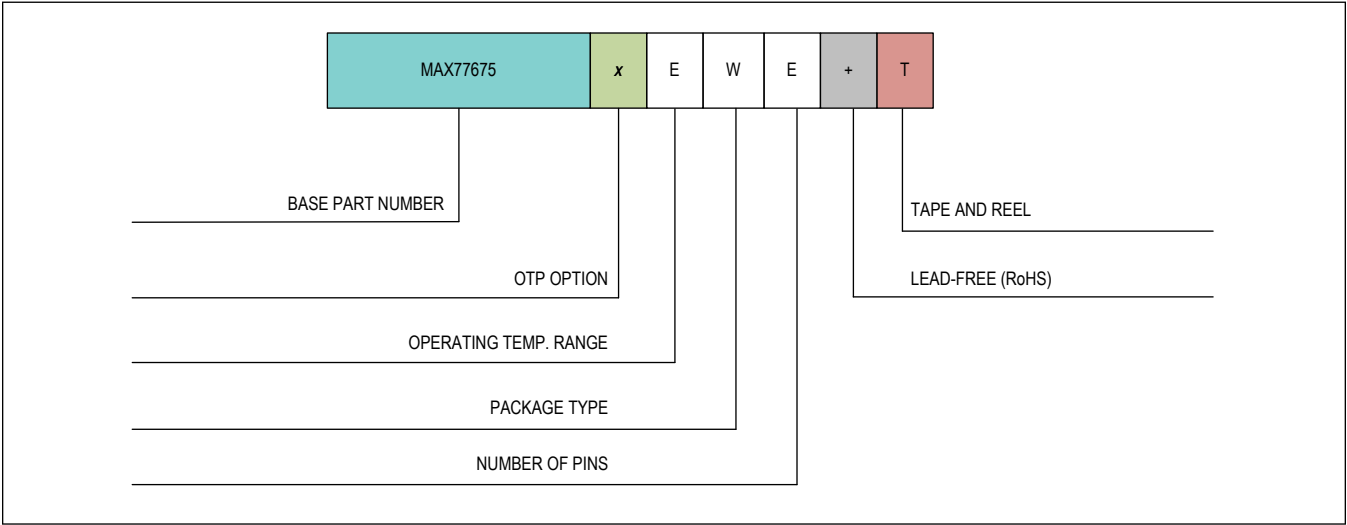 MAX77675 x E W E + T
BASE PART NUMBER
TAPE AND REEL
OTP OPTION
LEAD-FREE (RoHS)
OPERATING TEMP. RANGE
PACKAGE TYPE
NUMBER OF PINS